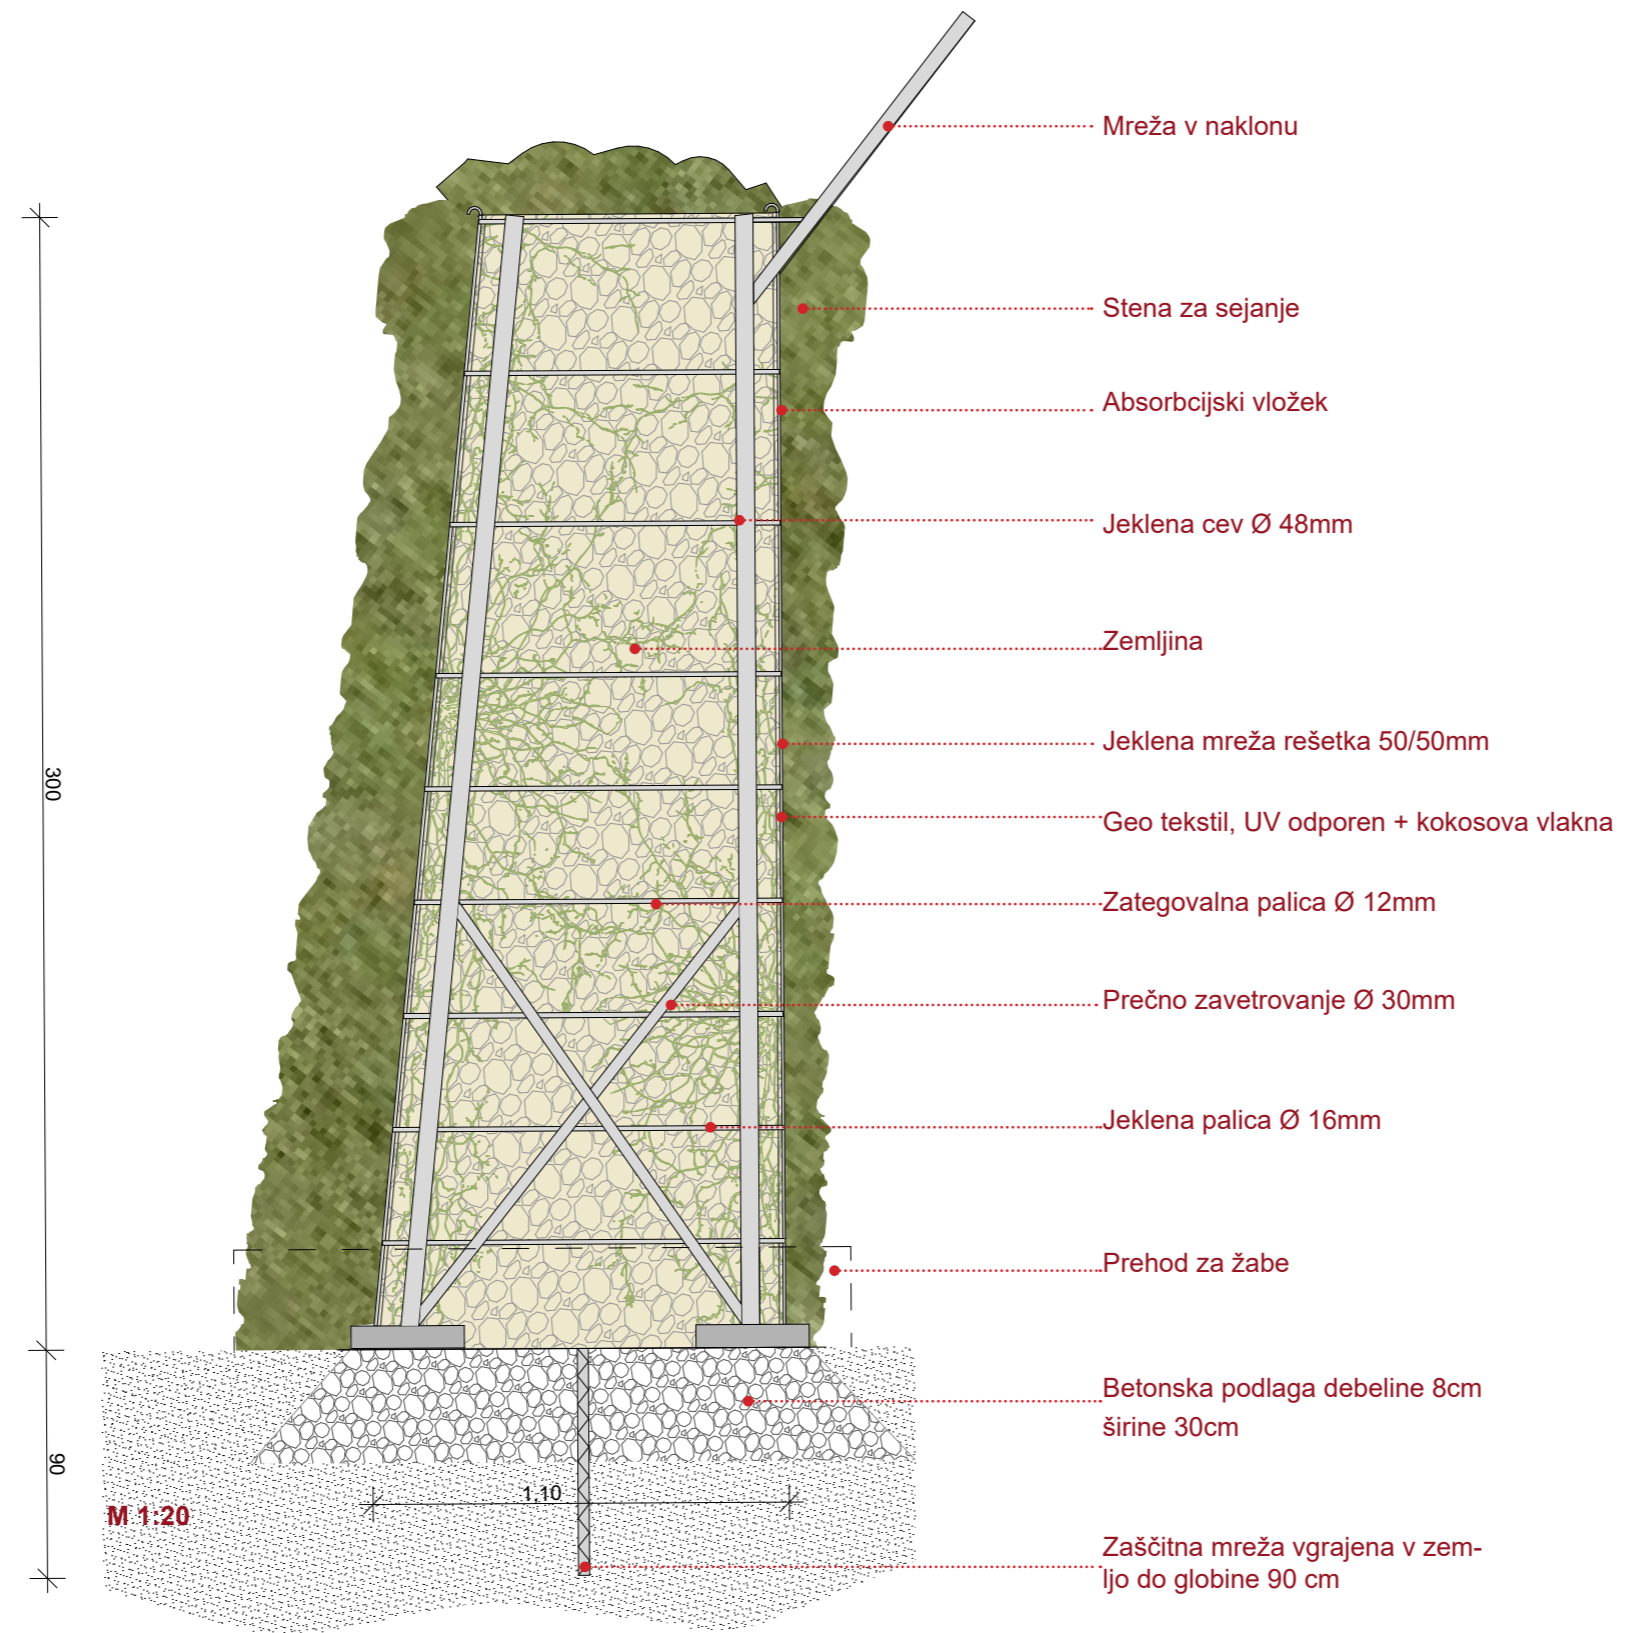 Mreža v naklonu
Stena za sejanje
Absorbcijski vložek
Jeklena cev Ø 48mm
Zemljina
Jeklena mreža rešetka 50/50mm
300
Geo tekstil, UV odporen + kokosova vlakna
Zategovalna palica Ø 12mm
Prečno zavetrovanje Ø 30mm
Jeklena palica Ø 16mm
Prehod za žabe
Betonska podlaga debeline 8cm
širine 30cm
90
1,10
M 1:20
Zaščitna mreža vgrajena v zem-
ljo do globine 90 cm